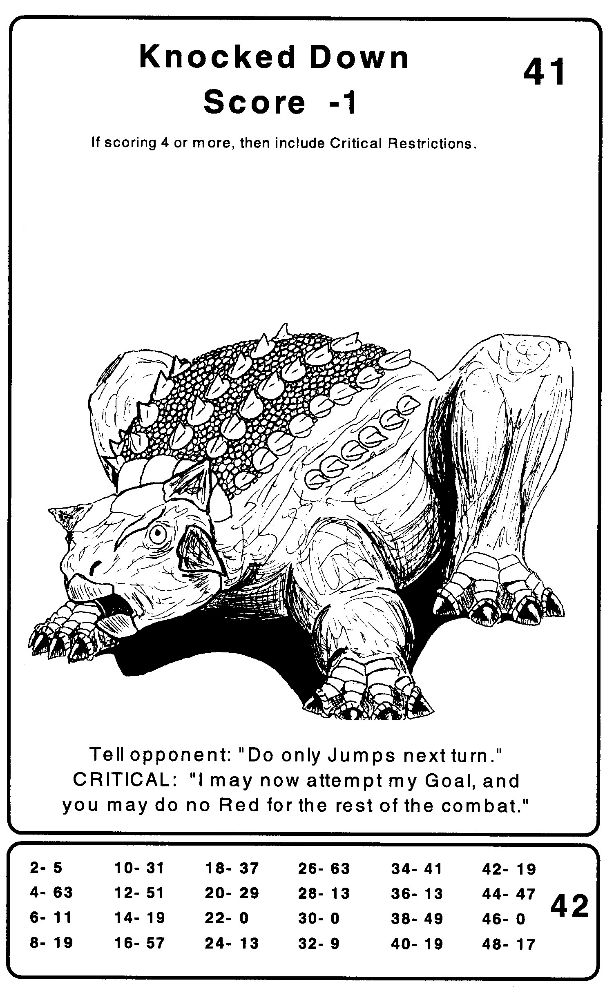 Knocked Down
41
Score -1
If scoring 4 or more, then include Critical Restrictions.
Tell opponent: "Do only Jumps next turn."
CRITICAL: "I may now attempt my Goal, and
you may do no Red for the rest of the combat."
2- 5 10- 31 18- 37 26- 63 34- 41 42- 19
4- 63 12- 51 20- 29 28- 13 36- 13 44- 47
42
6- 11 14- 19 22- 0 30- 0 38- 49 46- 0
8- 19 16- 57 24- 13 32- 9 40- 19 48- 17